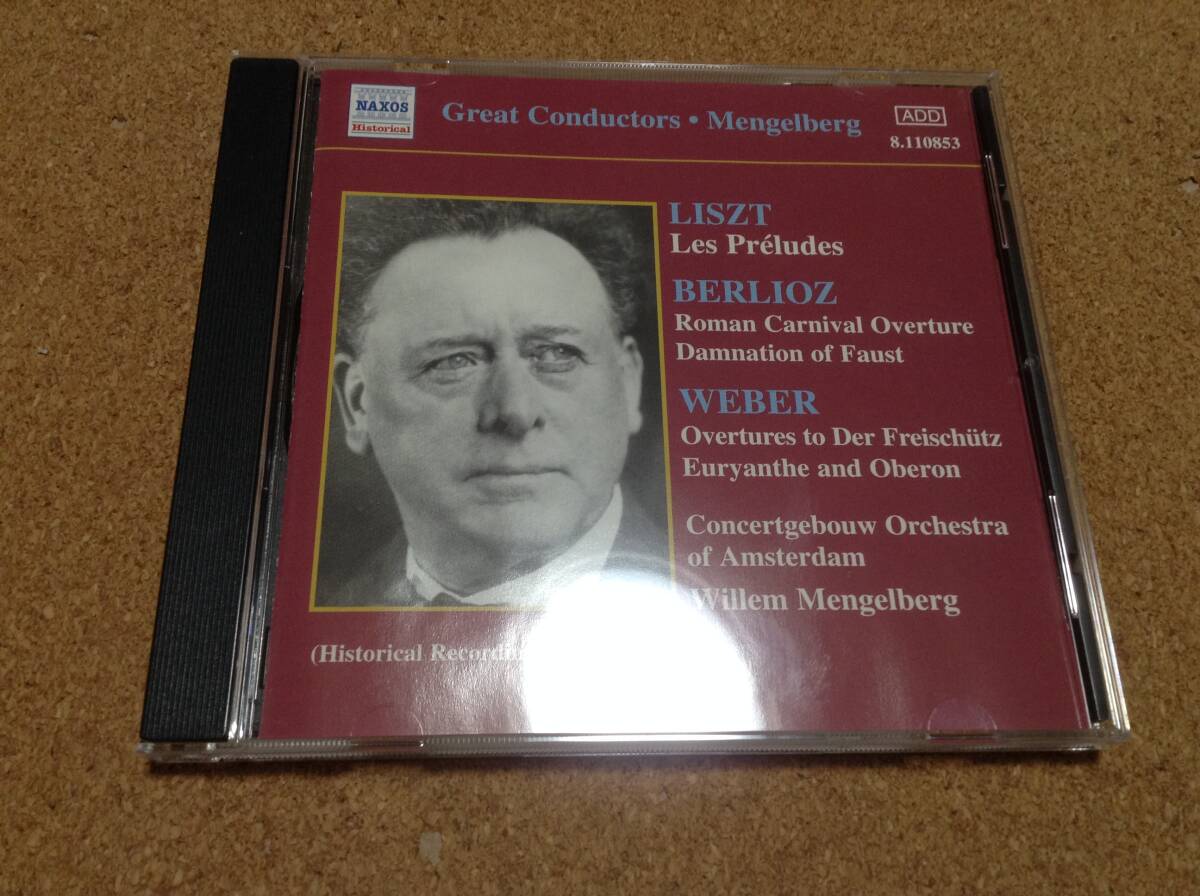 NAXOS
Historical
Great Conductors • Mengelberg
ADD
8.110853
LISZT
Les Préludes
BERLIOZ
Roman Carnival Overture
Damnation of Faust
WEBER
Overtures to Der Freischütz
Euryanthe and Oberon
Concertgebouw Orchestra
of Amsterdam
Willem Mengelberg
(Historical